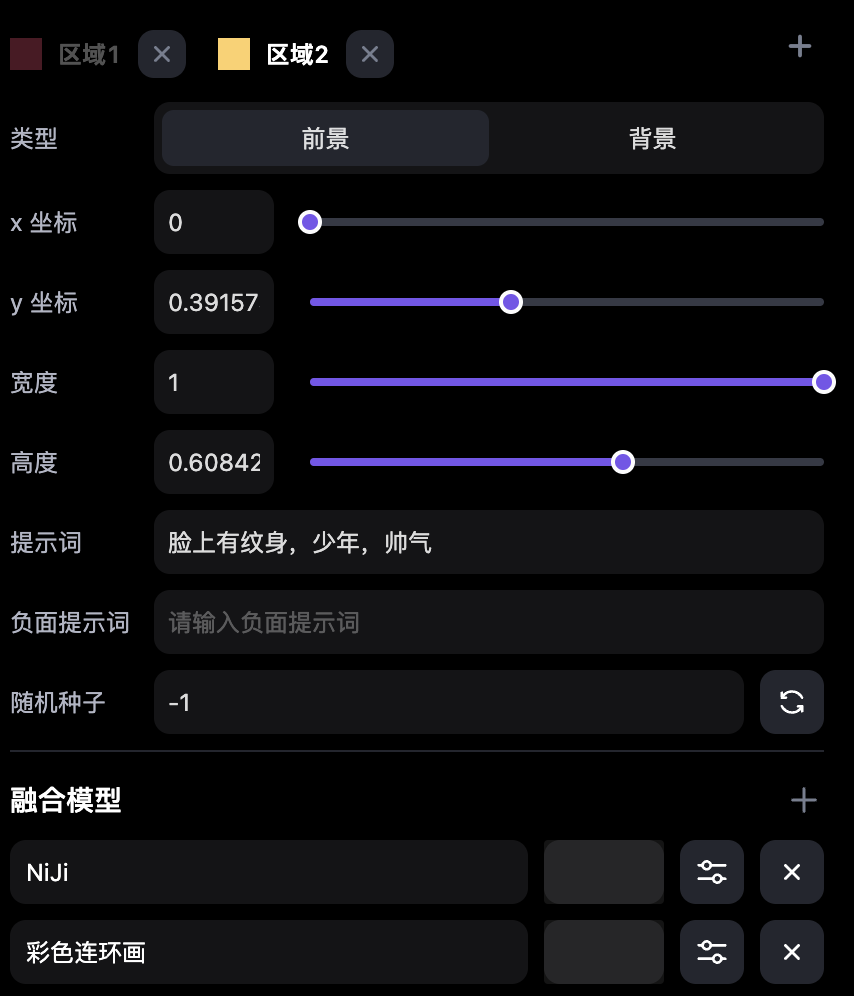 区域1 区域2
类型 前景 背景
x 坐标 0
y 坐标 0.39157
宽度 1
高度 0.60842
提示词 脸上有纹身，少年，帅气
负面提示词 请输入负面提示词
随机种子 -1
融合模型
NiJi
彩色连环画